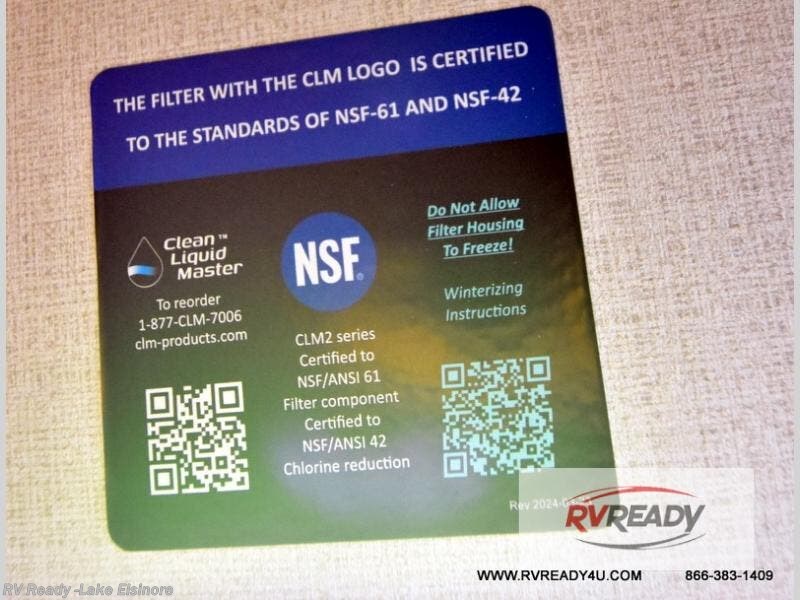 THE FILTER WITH THE CLM LOGO IS CERTIFIED
TO THE STANDARDS OF NSF-61 AND NSF-42
Clean ™
Liquid
Master
To reorder
1-877-CLM-7006
clm-products.com
NSF®
CLM2 series
Certified to
NSF/ANSI 61
Filter component
Certified to
NSF/ANSI 42
Chlorine reduction
Do Not Allow
Filter Housing
To Freeze!
Winterizing
Instructions
Rev
RVREADY
WWW.RVREADY4U.COM 866-383-1409
RV Ready -Lake Elsinore